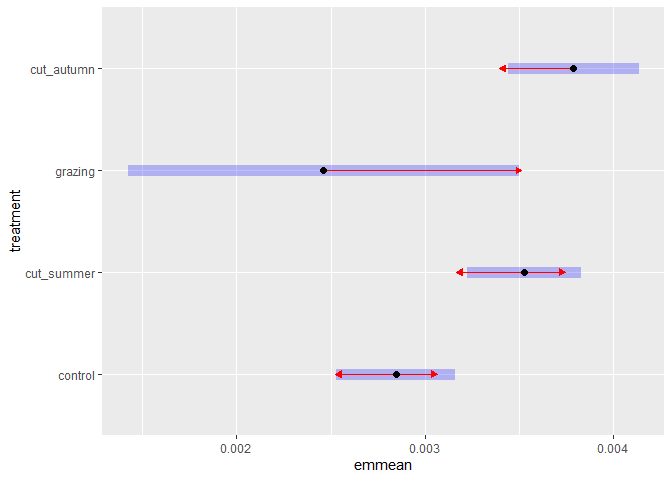 cut_autumn
grazing
cut_summer
control
treatment
0.002
0.003
0.004
emmean